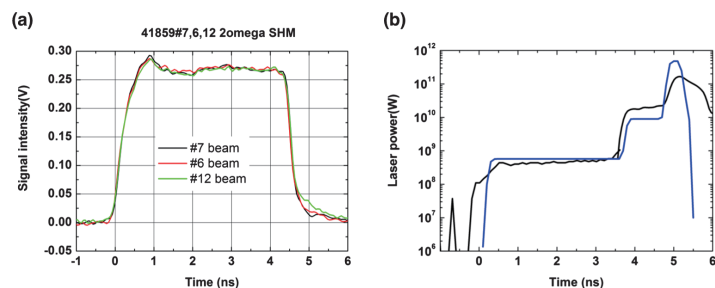 (a)
41859#7,6,12 2omega SHM
Signal intensity(V)
0.30
0.25
0.20
0.15
0.10
0.05
0.00
-0.05
#7 beam
#6 beam
#12 beam
-1 0 1 2 3 4 5 6
Time (ns)
(b)
Laser power(W)
10¹²
10¹¹
10¹⁰
10⁹
10⁸
10⁷
10⁶
0 1 2 3 4 5 6
Time (ns)